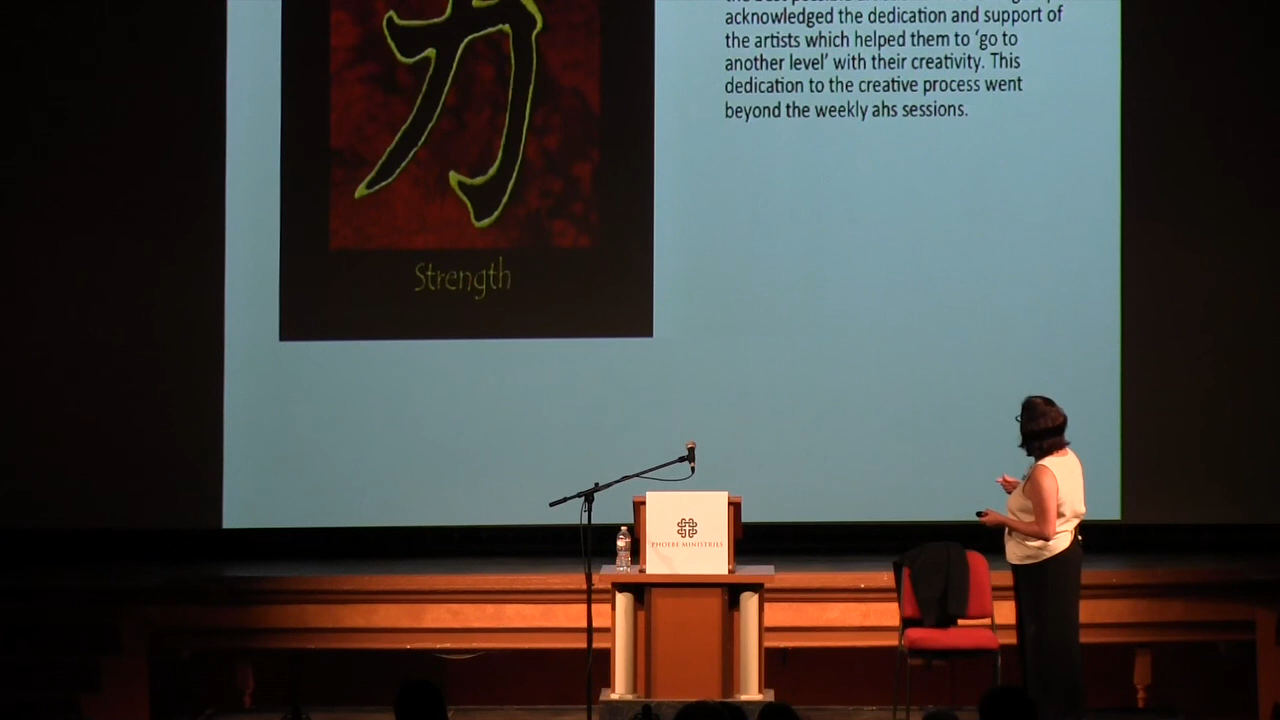 力
Strength
acknowledged the dedication and support of
the artists which helped them to ‘go to
another level’ with their creativity. This
dedication to the creative process went
beyond the weekly ahs sessions.
PHOEBE MINISTRIES